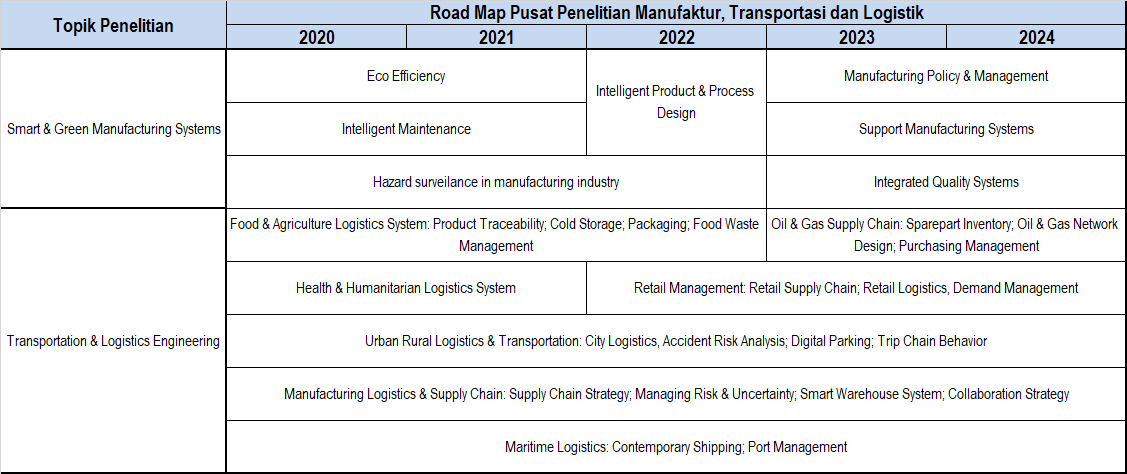 Topik Penelitian
Road Map Pusat Penelitian Manufaktur, Transportasi dan Logistik
2020
2021
2022
2023
2024
Smart & Green Manufacturing Systems
Eco Efficiency
Intelligent Product & Process
Design
Manufacturing Policy & Management
Intelligent Maintenance
Support Manufacturing Systems
Hazard surveilance in manufacturing industry
Integrated Quality Systems
Transportation & Logistics Engineering
Food & Agriculture Logistics System: Product Traceability; Cold Storage; Packaging; Food Waste
Management
Oil & Gas Supply Chain: Sparepart Inventory; Oil & Gas Network
Design; Purchasing Management
Health & Humanitarian Logistics System
Retail Management: Retail Supply Chain; Retail Logistics, Demand Management
Urban Rural Logistics & Transportation: City Logistics, Accident Risk Analysis; Digital Parking; Trip Chain Behavior
Manufacturing Logistics & Supply Chain: Supply Chain Strategy; Managing Risk & Uncertainty; Smart Warehouse System; Collaboration Strategy
Maritime Logistics: Contemporary Shipping; Port Management